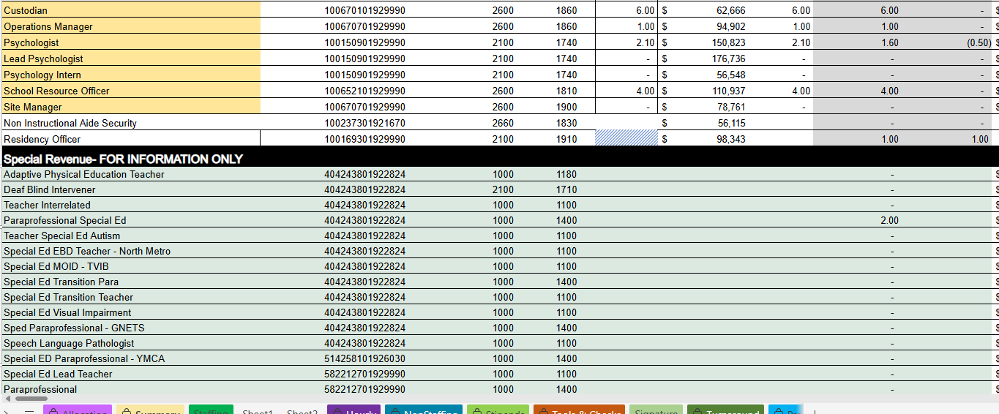 Custodian 100670101929990 2600 1860 6.00 $ 62,666 6.00 6.00 - $
Operations Manager 100670701929990 2600 1860 1.00 $ 94,902 1.00 1.00 - $
Psychologist 100150901929990 2100 1740 2.10 $ 150,823 2.10 1.60 (0.50) $
Lead Psychologist 100150901929990 2100 1740 - $ 176,736 - - - $
Psychology Intern 100150901929990 2100 1740 - $ 56,548 - - - $
School Resource Officer 100652101929990 2600 1810 4.00 $ 110,937 4.00 4.00 - $
Site Manager 100670701929990 2600 1900 - $ 78,761 - - - $
Non Instructional Aide Security 100237301921670 2660 1830 $ 56,115 - -
Residency Officer 100169301929990 2100 1910 $ 98,343 1.00 1.00
Special Revenue- FOR INFORMATION ONLY
Adaptive Physical Education Teacher 404243801922824 1000 1180 - $
Deaf Blind Intervener 404243801922824 2100 1710 - $
Teacher Interrelated 404243801922824 1000 1100 - $
Paraprofessional Special Ed 404243801922824 1000 1400 2.00 $
Teacher Special Ed Autism 404243801922824 1000 1100 - $
Special Ed EBD Teacher - North Metro 404243801922824 1000 1100 - $
Special Ed MOID - TVIB 404243801922824 1000 1100 - $
Special Ed Transition Para 404243801922824 1000 1400 - $
Special Ed Transition Teacher 404243801922824 1000 1100 - $
Special Ed Visual Impairment 404243801922824 1000 1100 - $
Sped Paraprofessional - GNETS 404243801922824 1000 1400 - $
Speech Language Pathologist 404243801922824 1000 1100 - $
Special ED Paraprofessional - YMCA 514258101926030 1000 1400 - $
Special Ed Lead Teacher 582212701929990 1000 1100 - $
Paraprofessional 582212701929990 1000 1400 - $
Allocation Summary Staffing Sheet1 Sheet2 Hourly NonStaffing Stipends Tools & Checks Signature Turnaround